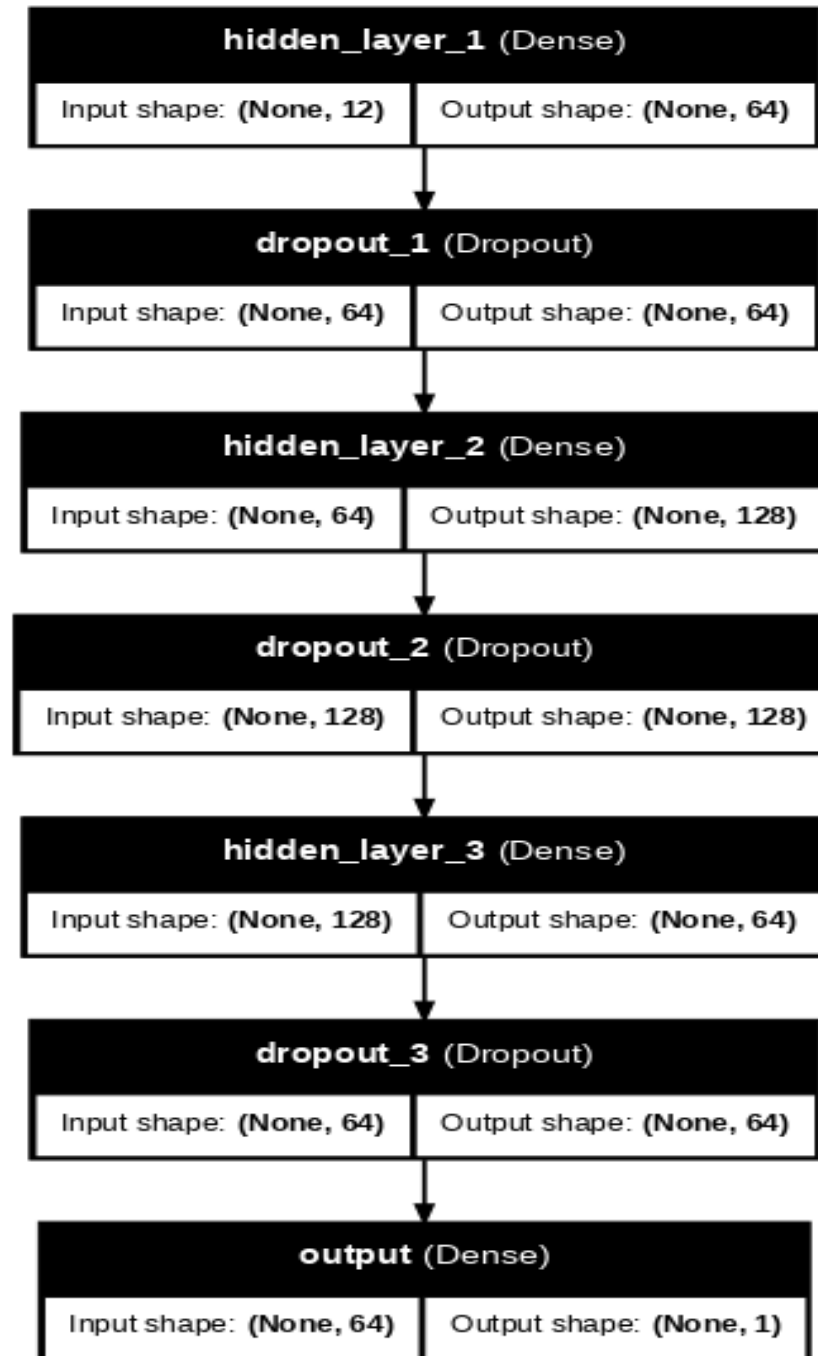 hidden_layer_1 (Dense)
Input shape: (None, 12) Output shape: (None, 64)
dropout_1 (Dropout)
Input shape: (None, 64) Output shape: (None, 64)
hidden_layer_2 (Dense)
Input shape: (None, 64) Output shape: (None, 128)
dropout_2 (Dropout)
Input shape: (None, 128) Output shape: (None, 128)
hidden_layer_3 (Dense)
Input shape: (None, 128) Output shape: (None, 64)
dropout_3 (Dropout)
Input shape: (None, 64) Output shape: (None, 64)
output (Dense)
Input shape: (None, 64) Output shape: (None, 1)